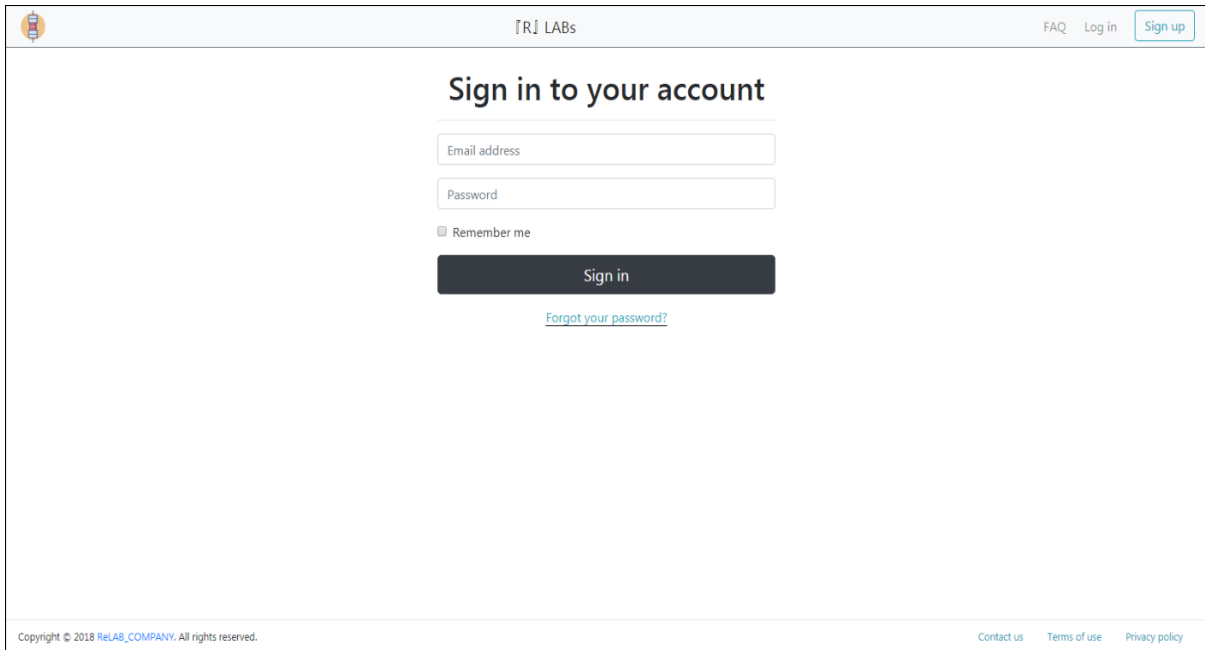 『R』 LABs
FAQ Log in Sign up
Sign in to your account
Email address
Password
Remember me
Sign in
Forgot your password?
Copyright © 2018 ReLAB_COMPANY. All rights reserved.
Contact us Terms of use Privacy policy